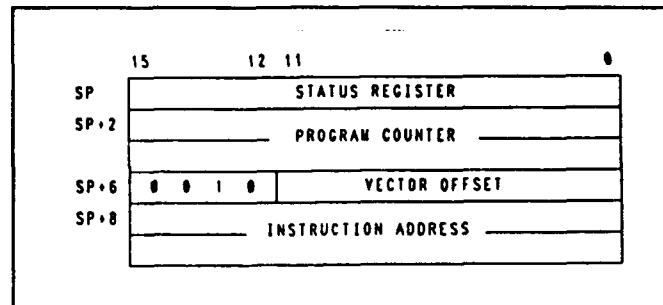 15 12 11 0
SP STATUS REGISTER
SP+2 PROGRAM COUNTER
SP+6 0 0 1 0 VECTOR OFFSET
SP+8 INSTRUCTION ADDRESS